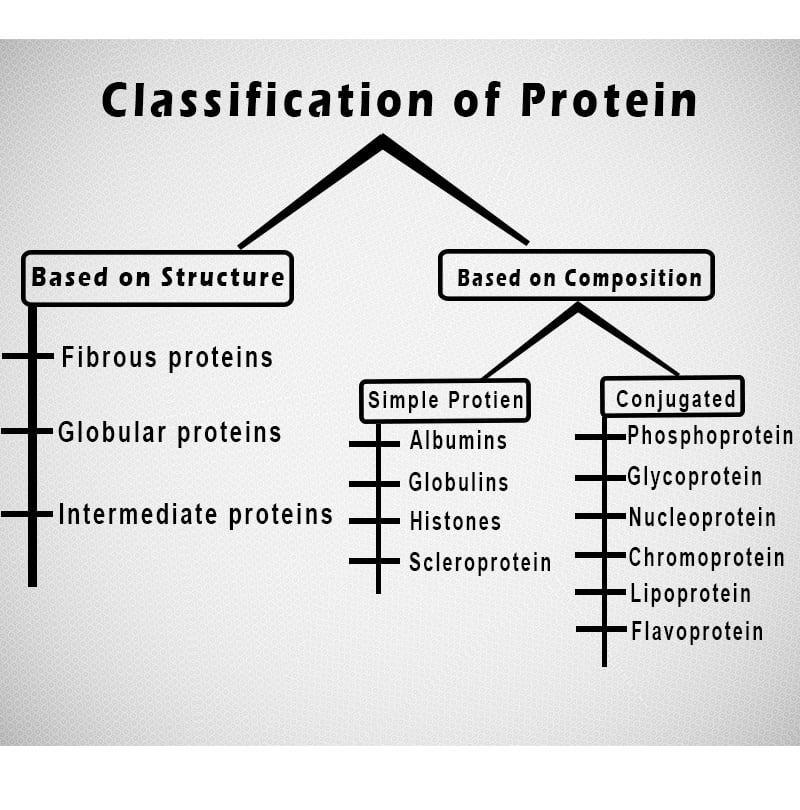 Classification of Protein
Based on Structure
Fibrous proteins
Globular proteins
Intermediate proteins
Based on Composition
Simple Protien
Albumins
Globulins
Histones
Scleroprotein
Conjugated
Phosphoprotein
Glycoprotein
Nucleoprotein
Chromoprotein
Lipoprotein
Flavoprotein